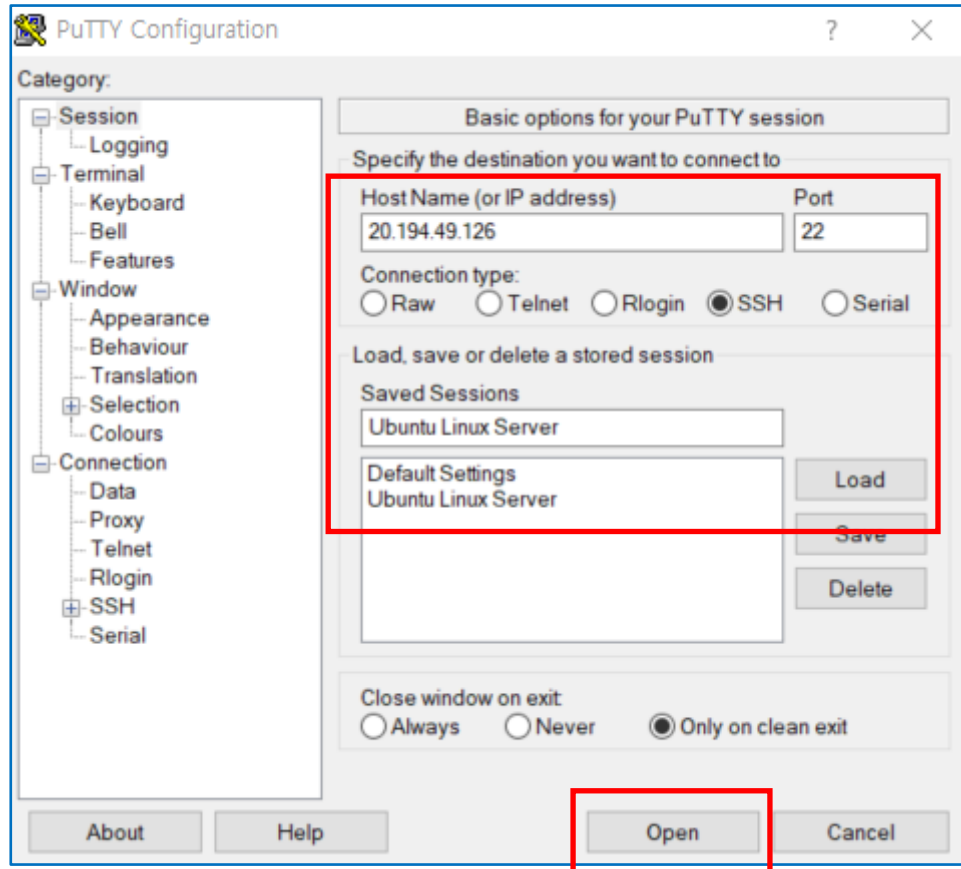 PuTTY Configuration
Category:
Session
Logging
Terminal
Keyboard
Bell
Features
Window
Appearance
Behaviour
Translation
Selection
Colours
Connection
Data
Proxy
Telnet
Rlogin
SSH
Serial
Basic options for your PuTTY session
Specify the destination you want to connect to
Host Name (or IP address) Port
20.194.49.126 22
Connection type:
Raw Telnet Rlogin SSH Serial
Load, save or delete a stored session
Saved Sessions
Ubuntu Linux Server
Default Settings
Ubuntu Linux Server
Load
Save
Delete
Close window on exit:
Always Never Only on clean exit
About Help Open Cancel